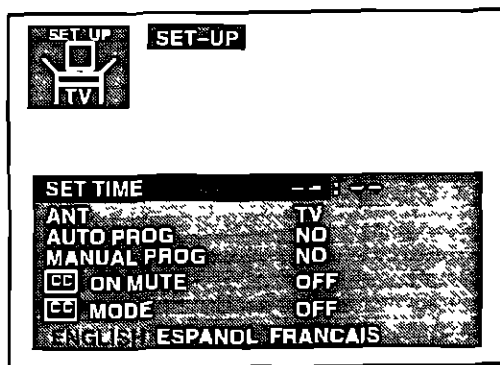 SET UP
TV
SET-UP
SET TIME -- : --
ANT TV
AUTO PROG NO
MANUAL PROG NO
CC ON MUTE OFF
CC MODE OFF
ENGLISH ESPANOL FRANCAIS